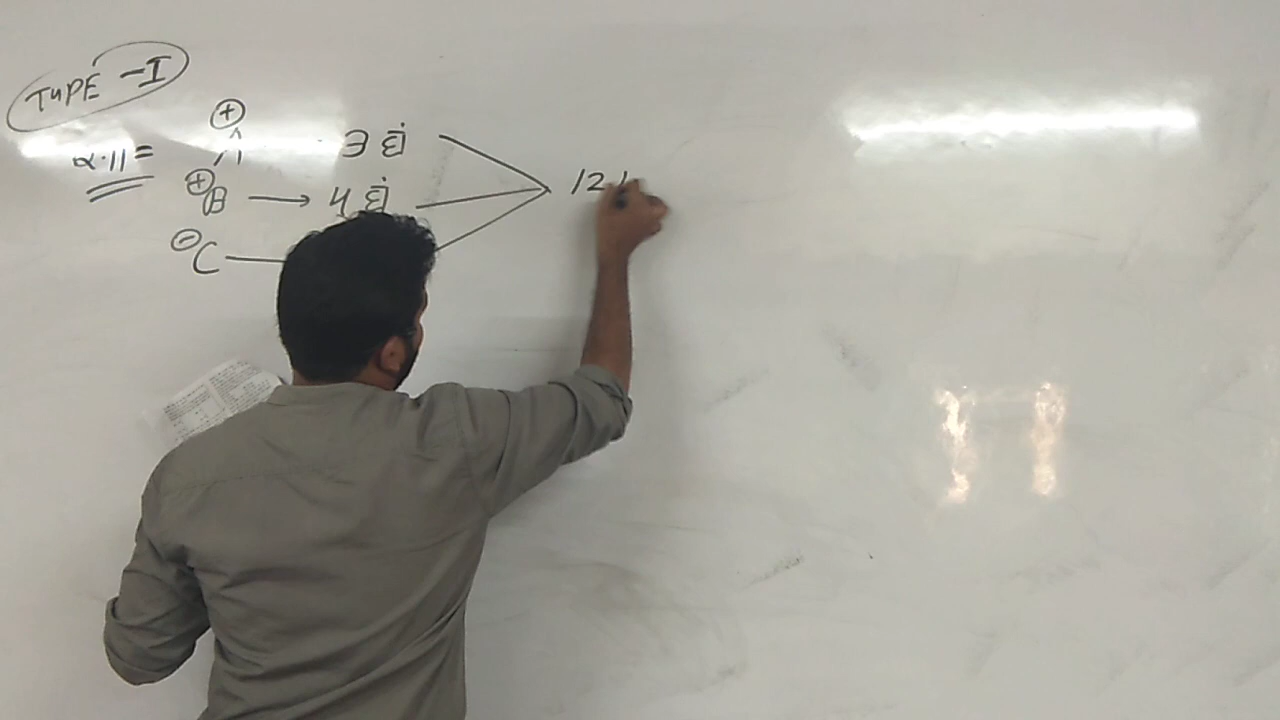 TYPE-I
Q.11 =
⊕ A 3 घंटे
⊕ B → 4 घंटे
⊖ C
12